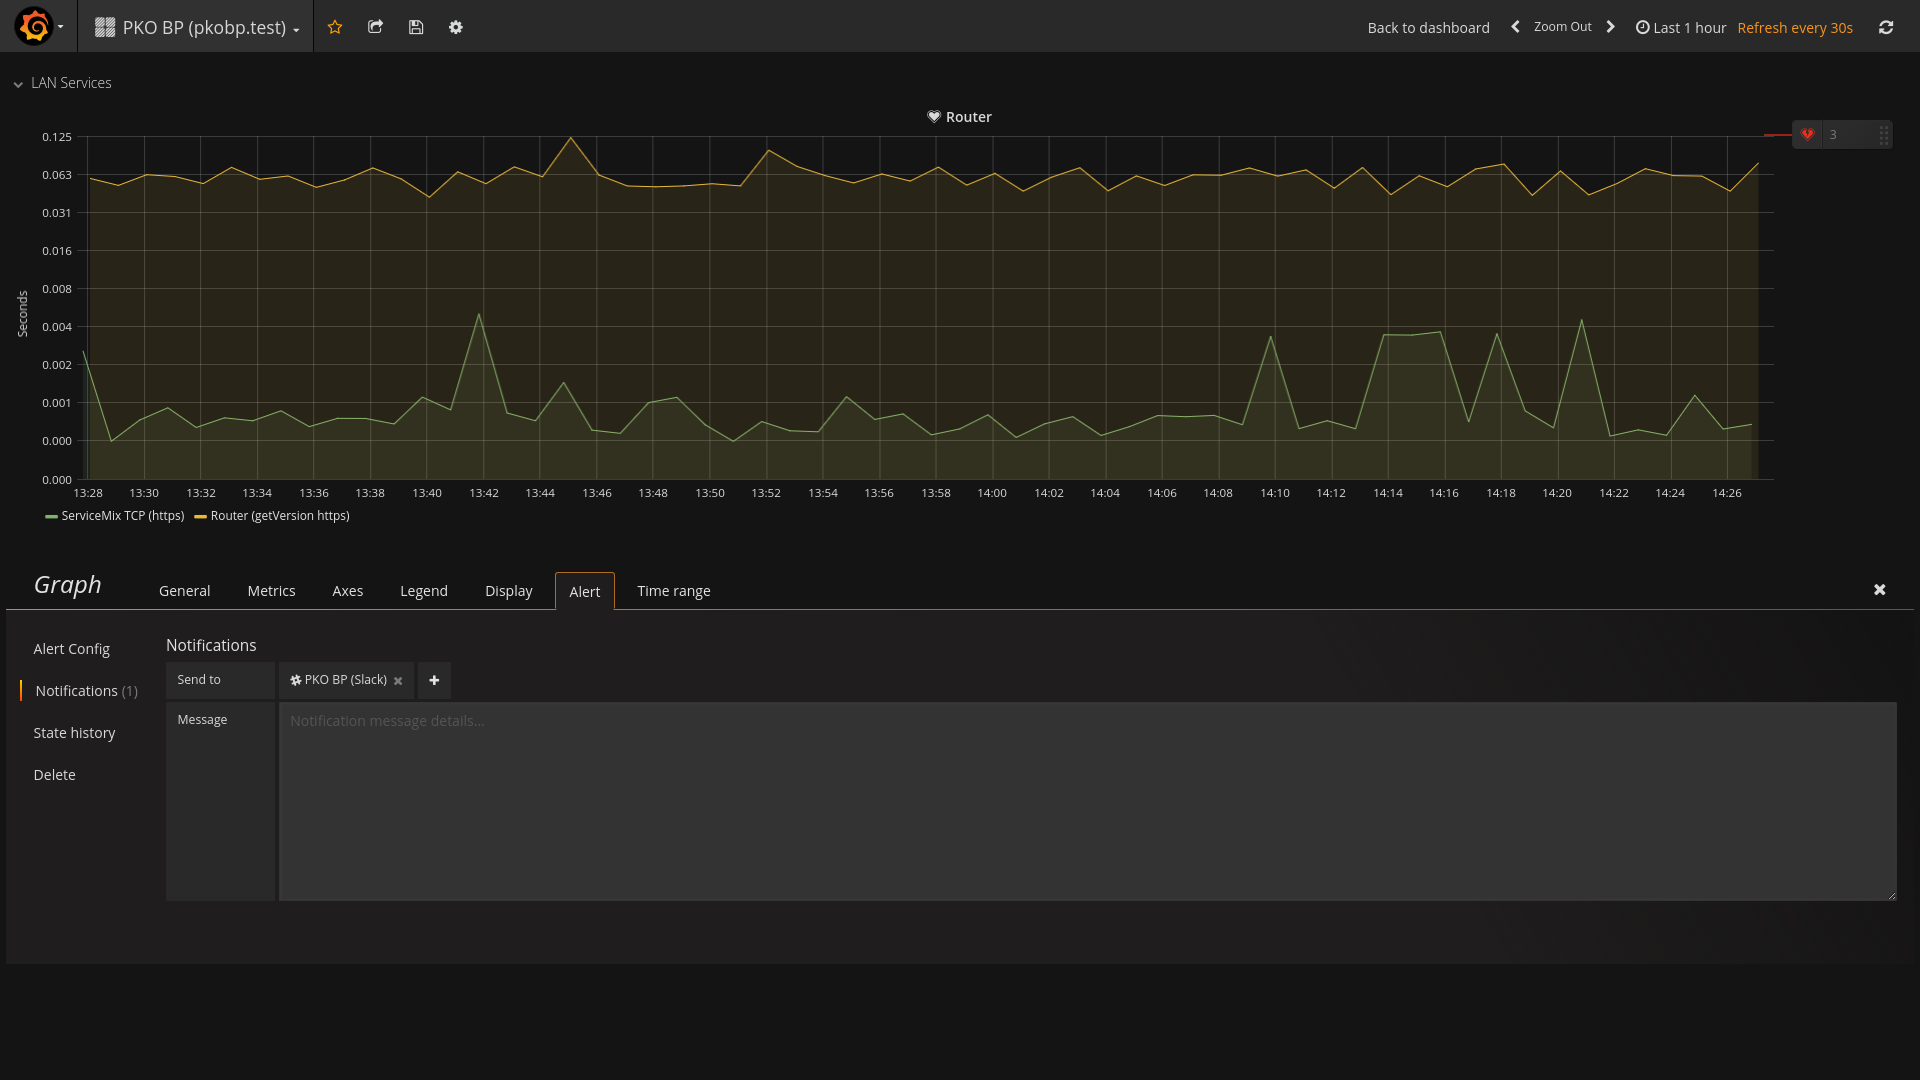 PKO BP (pkobp.test)
Back to dashboard Zoom Out Last 1 hour Refresh every 30s
LAN Services
Router
3
0.125
0.063
0.031
0.016
0.008
0.004
0.002
0.001
0.000
0.000
Seconds
13:28 13:30 13:32 13:34 13:36 13:38 13:40 13:42 13:44 13:46 13:48 13:50 13:52 13:54 13:56 13:58 14:00 14:02 14:04 14:06 14:08 14:10 14:12 14:14 14:16 14:18 14:20 14:22 14:24 14:26
ServiceMix TCP (https) Router (getVersion https)
Graph General Metrics Axes Legend Display Alert Time range
Alert Config
Notifications (1)
State history
Delete
Notifications
Send to PKO BP (Slack)
Message Notification message details...